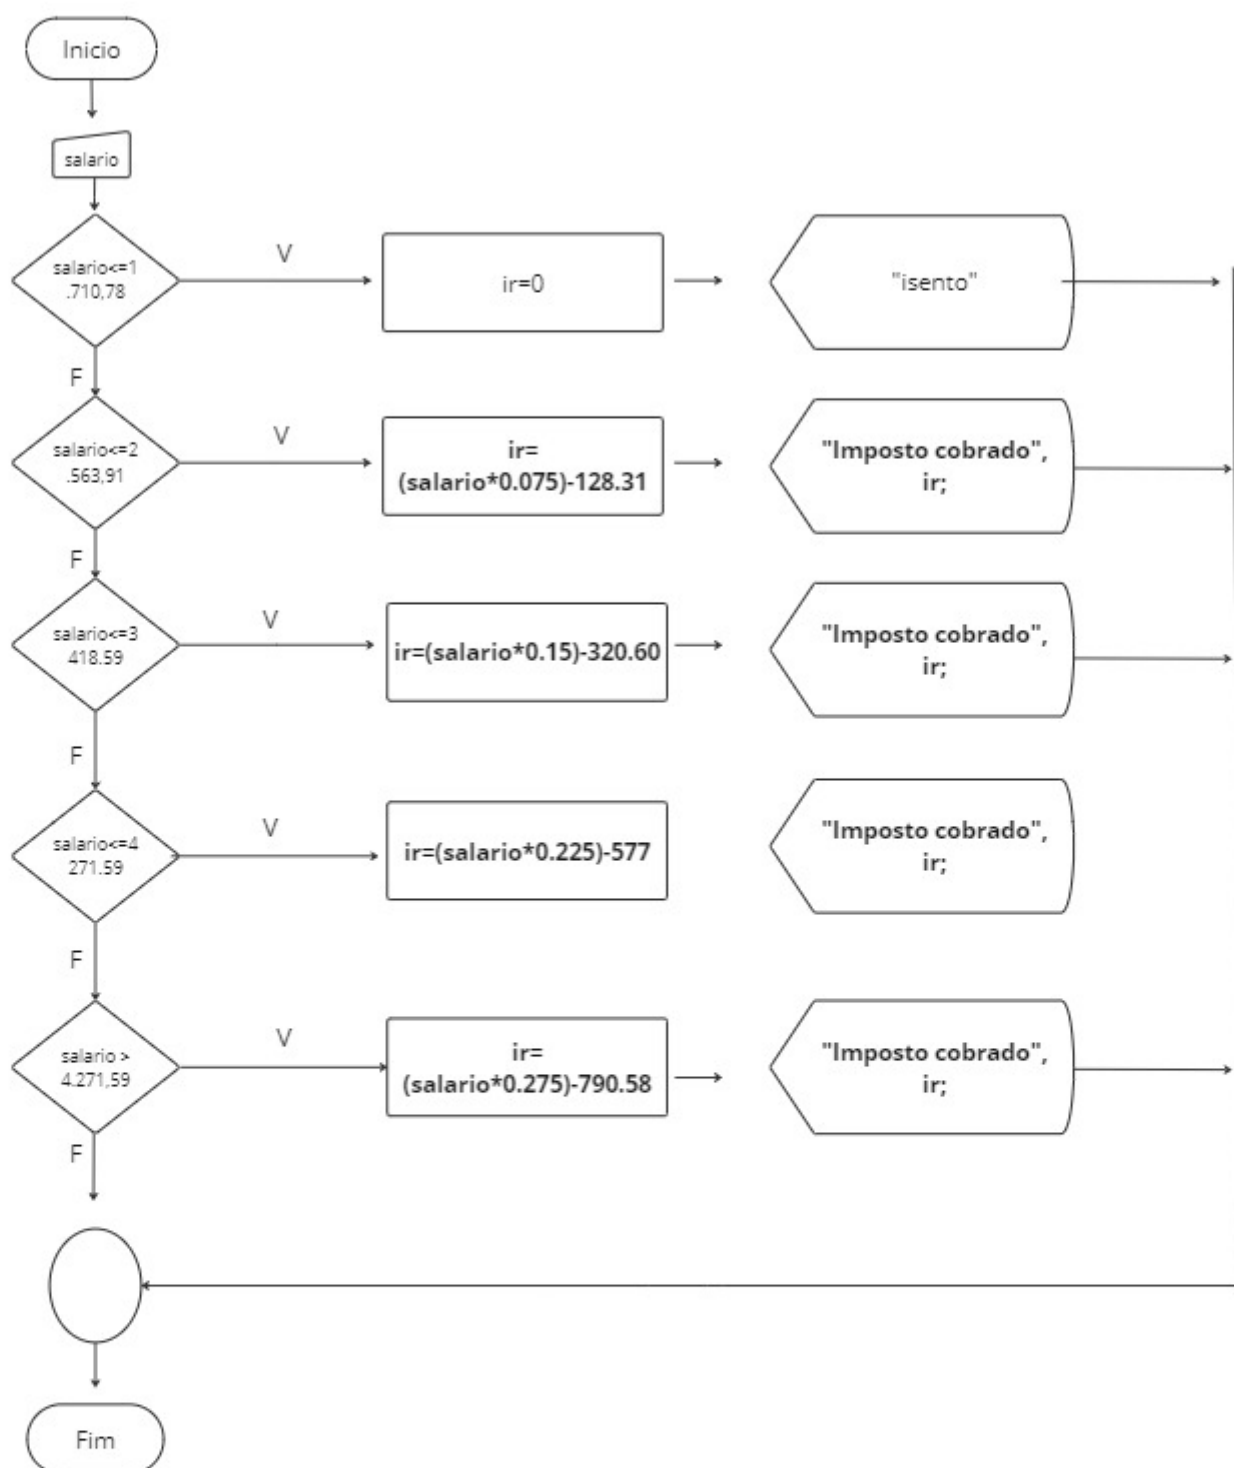 Inicio
salario
salario<=1
.710,78
V
ir=0
"isento"
F
salario<=2
.563,91
V
ir=
(salario*0.075)-128.31
"Imposto cobrado",
ir;
F
salario<=3
418.59
V
ir=(salario*0.15)-320.60
"Imposto cobrado",
ir;
F
salario<=4
271.59
V
ir=(salario*0.225)-577
"Imposto cobrado",
ir;
F
salario >
4.271,59
V
ir=
(salario*0.275)-790.58
"Imposto cobrado",
ir;
F
Fim